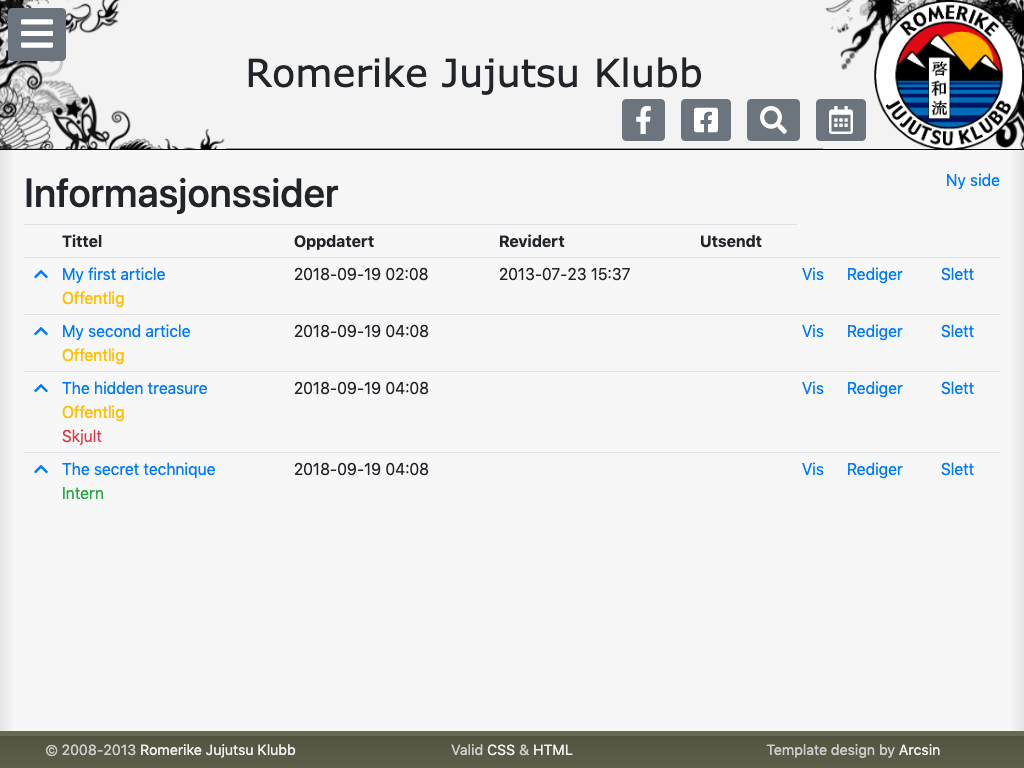 Romerike Jujutsu Klubb
ROMERIKE
啓和流
JUJUTSU KLUBB
Informasjonssider
Ny side
Tittel Oppdatert Revidert Utsendt
My first article 2018-09-19 02:08 2013-07-23 15:37 Vis Rediger Slett
Offentlig
My second article 2018-09-19 04:08 Vis Rediger Slett
Offentlig
The hidden treasure 2018-09-19 04:08 Vis Rediger Slett
Offentlig
Skjult
The secret technique 2018-09-19 04:08 Vis Rediger Slett
Intern
© 2008-2013 Romerike Jujutsu Klubb Valid CSS & HTML Template design by Arcsin